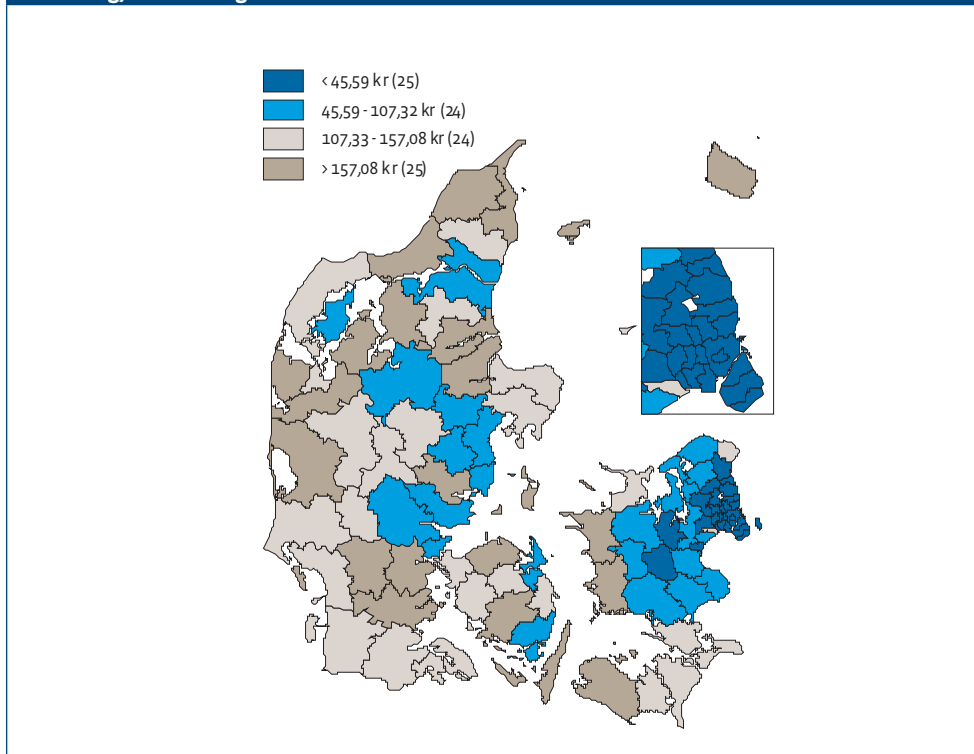 < 45,59 kr (25)
45,59 - 107,32 kr (24)
107,33 - 157,08 kr (24)
> 157,08 kr (25)